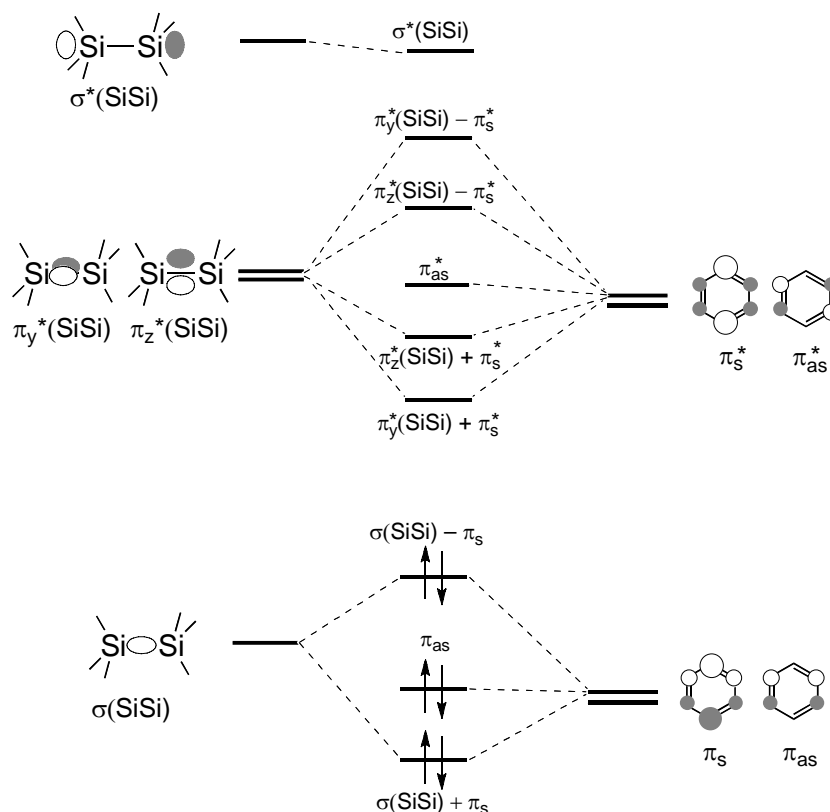 σ*(SiSi)
Si Si
σ*(SiSi)
π*y(SiSi) – π*s
π*z(SiSi) – π*s
Si Si Si Si
π*as
πy*(SiSi) πz*(SiSi)
π*s π*as
π*z(SiSi) + π*s
π*y(SiSi) + π*s
σ(SiSi) – πs
Si Si
πas
σ(SiSi)
πs πas
σ(SiSi) + πs